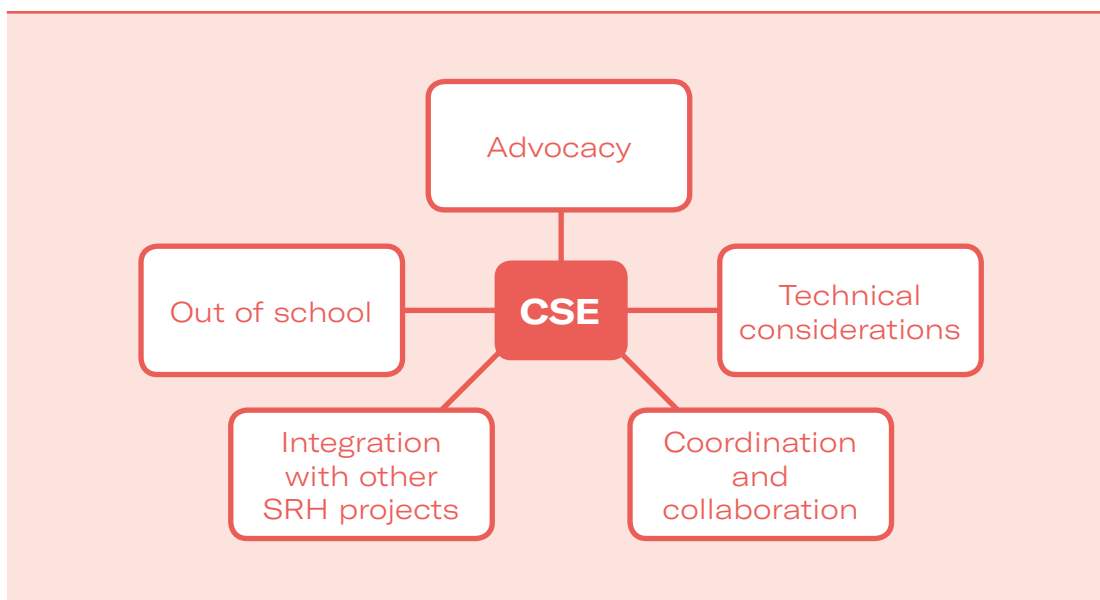 Advocacy
Out of school
CSE
Technical
considerations
Integration
with other
SRH projects
Coordination
and
collaboration